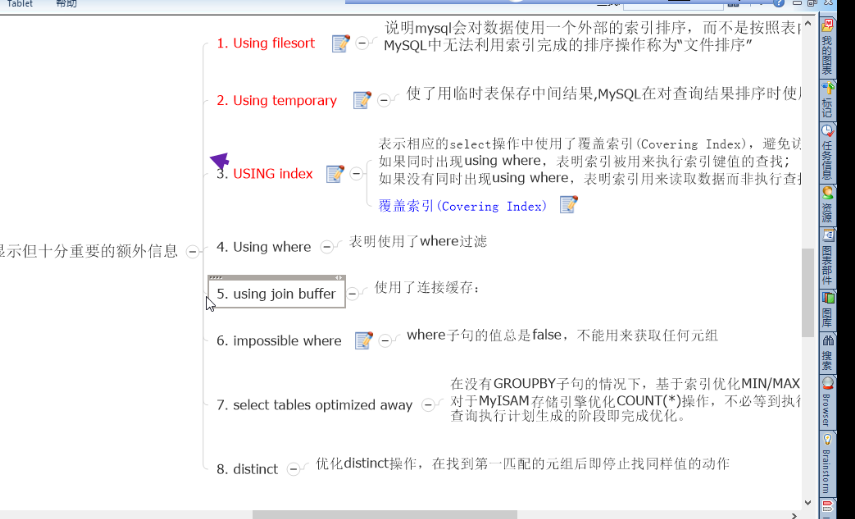 Tablet 帮助
1. Using filesort
说明mysql会对数据使用一个外部的索引排序，而不是按照表内
MySQL中无法利用索引完成的排序操作称为“文件排序”
2. Using temporary
使了用临时表保存中间结果,MySQL在对查询结果排序时使用
3. USING index
表示相应的select操作中使用了覆盖索引(Covering Index)，避免访
如果同时出现using where，表明索引被用来执行索引键值的查找;
如果没有同时出现using where，表明索引用来读取数据而非执行查找
覆盖索引(Covering Index)
显示但十分重要的额外信息
4. Using where
表明使用了where过滤
5. using join buffer
使用了连接缓存:
6. impossible where
where子句的值总是false，不能用来获取任何元组
7. select tables optimized away
在没有GROUPBY子句的情况下，基于索引优化MIN/MAX
对于MyISAM存储引擎优化COUNT(*)操作，不必等到执行
查询执行计划生成的阶段即完成优化。
8. distinct
优化distinct操作，在找到第一匹配的元组后即停止找同样值的动作
我的图表
标记
任务信息
资源
图表部件
图库
搜索
Browser
Brainstorm